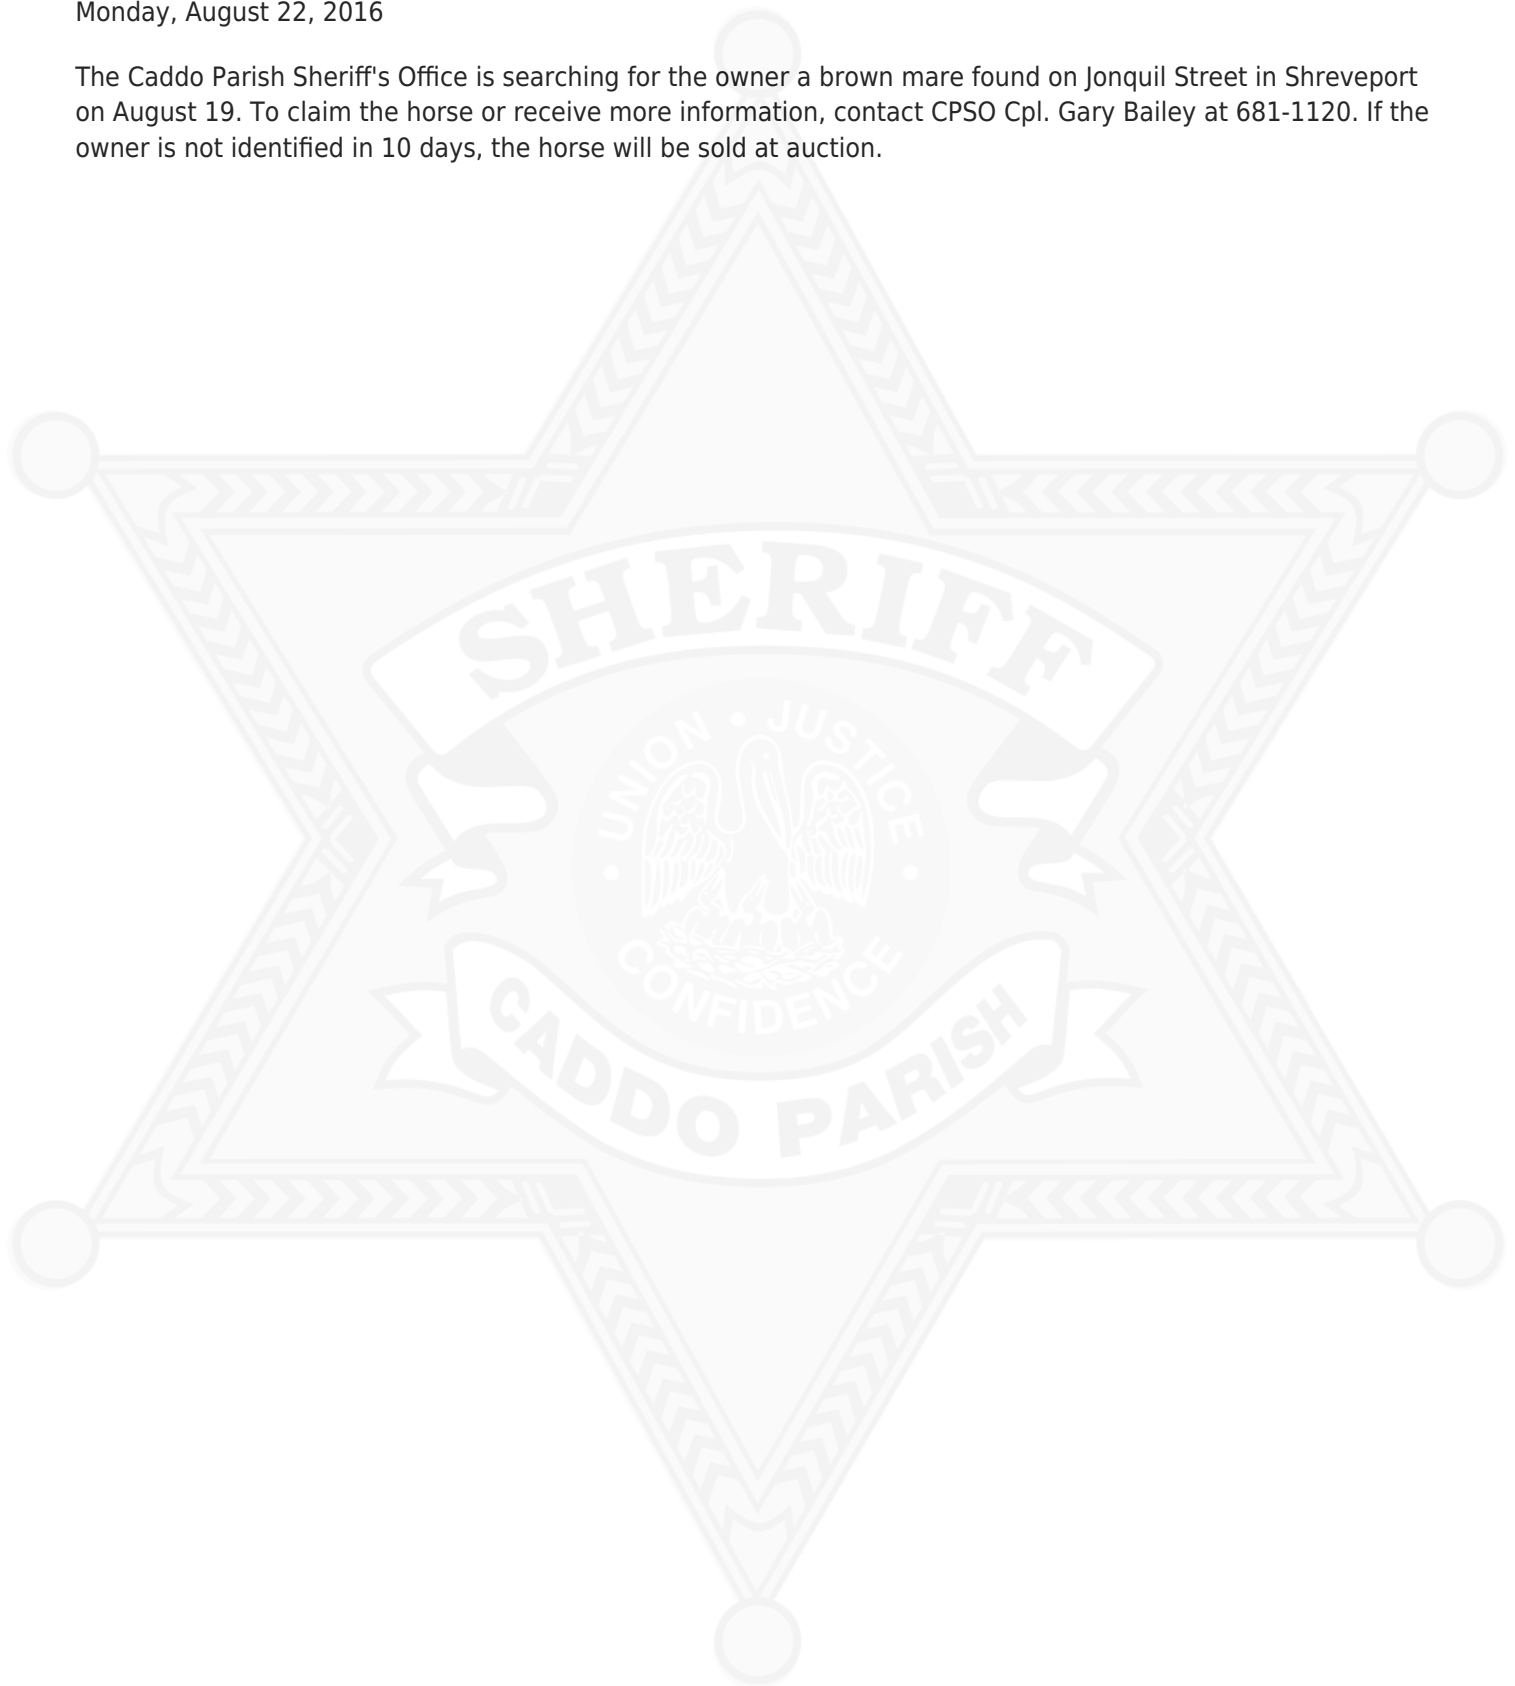 Monday, August 22, 2016
The Caddo Parish Sheriff's Office is searching for the owner a brown mare found on Jonquil Street in Shreveport
on August 19. To claim the horse or receive more information, contact CPSO Cpl. Gary Bailey at 681-1120. If the
owner is not identified in 10 days, the horse will be sold at auction.
SHERIFF
UNION • JUSTICE
• CONFIDENCE •
CADDO PARISH